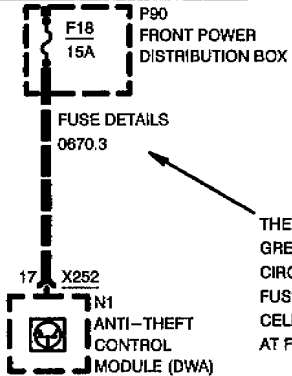 P90
F18
FRONT POWER
15A
DISTRIBUTION BOX
FUSE DETAILS
0670.3
THE
GRE
CIRC
FUS
CELL
AT F
17 X252
N1
ANTI-THEFT
CONTROL
MODULE (DWA)